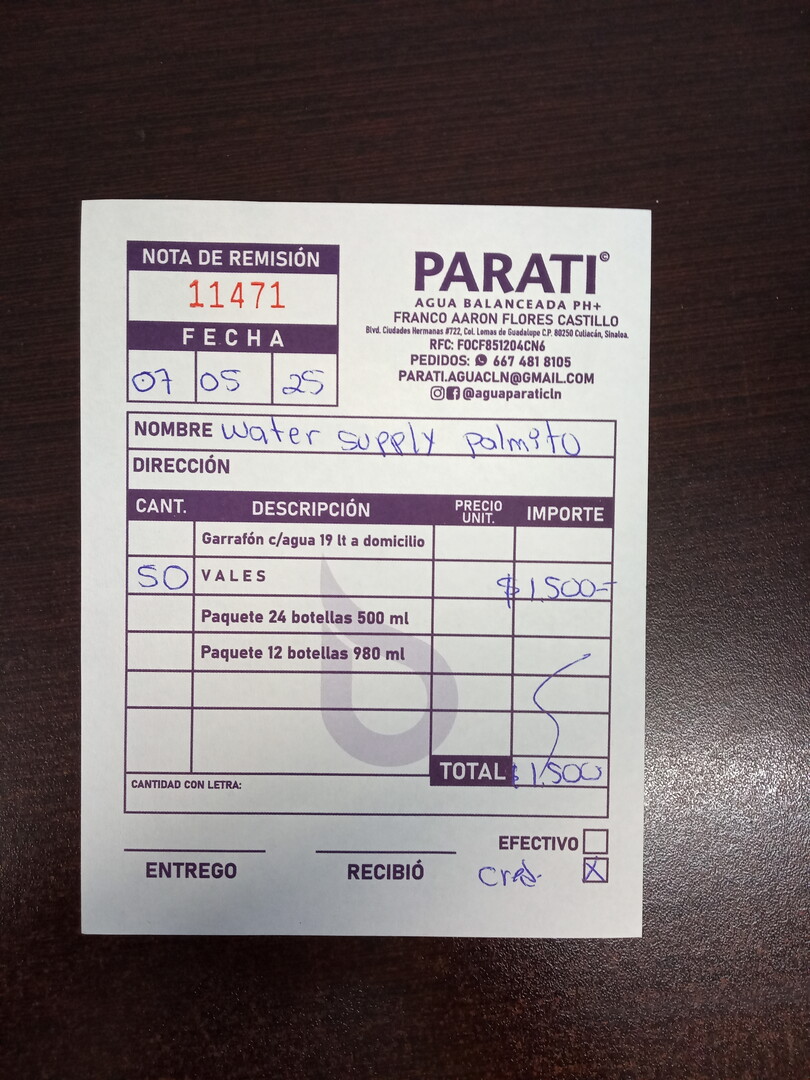 NOTA DE REMISIÓN
11471
FECHA
07 05 25
PARATI©
AGUA BALANCEADA PH+
FRANCO AARON FLORES CASTILLO
Blvd. Ciudades Hermanas #722, Col. Lomas de Guadalupe C.P. 80250 Culiacán, Sinaloa.
RFC: FOCF851204CN6
PEDIDOS: 667 481 8105
PARATI.AGUACLN@GMAIL.COM
@aguaparaticln
NOMBRE water supply palmito
DIRECCIÓN
CANT. DESCRIPCIÓN PRECIO UNIT. IMPORTE
Garrafón c/agua 19 lt a domicilio
50 VALES $1,500-
Paquete 24 botellas 500 ml
Paquete 12 botellas 980 ml
TOTAL $1,500
CANTIDAD CON LETRA:
EFECTIVO
ENTREGO RECIBIÓ Cred. X